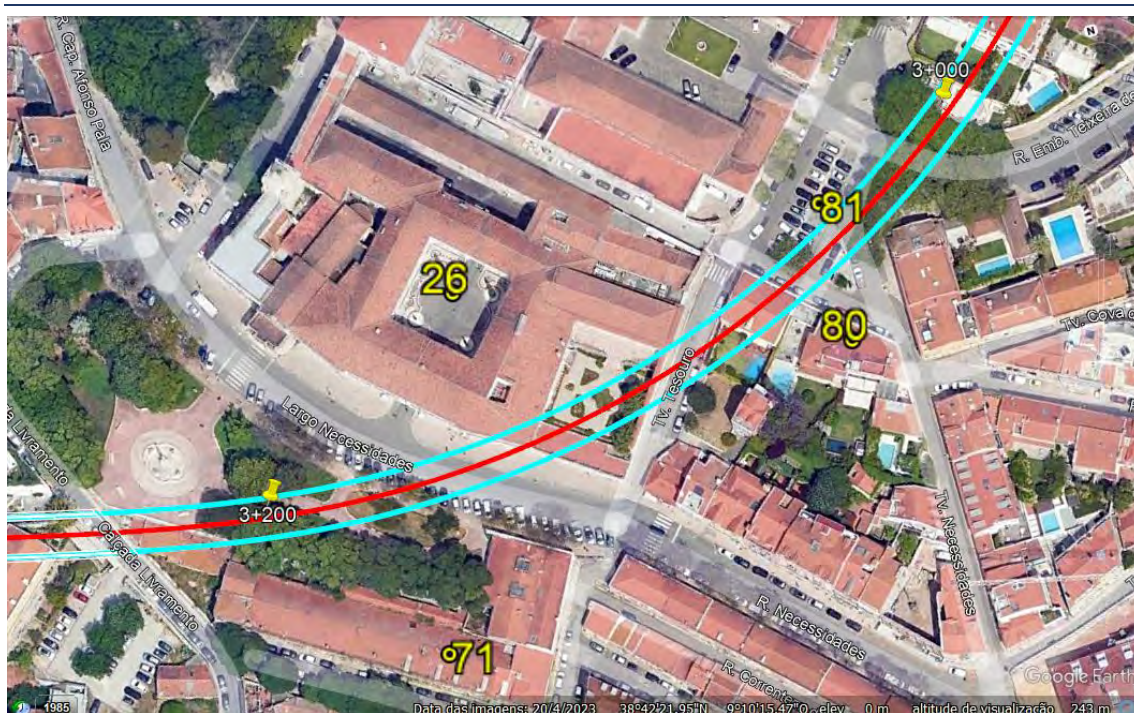 R. Cap. Afonso Pala
3+000
R. Emb. Teixeira de
81
26
80
Tv. Cova d
Tv. Tesouro
Largo Necessidades
Livramento
3+200
Calçada Livramento
Tv. Necessidades
R. Necessidades
71
R. Corrente
Google Earth
1985
Data das imagens: 20/4/2023 38°42'21.95"N 9°10'15.47"O elev 0 m altitude de visualização 243 m
N